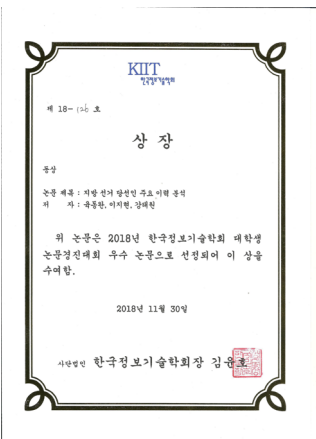 KIIT
한국정보기술학회
제 18- 126 호
상 장
동상
논문 제목 : 지방 선거 당선인 주요 이력 분석
저 자 : 육동환, 이지현, 강태원
위 논문은 2018년 한국정보기술학회 대학생
논문경진대회 우수 논문으로 선정되어 이 상을
수여함.
2018년 11월 30일
사단법인 한국정보기술학회장 김윤호